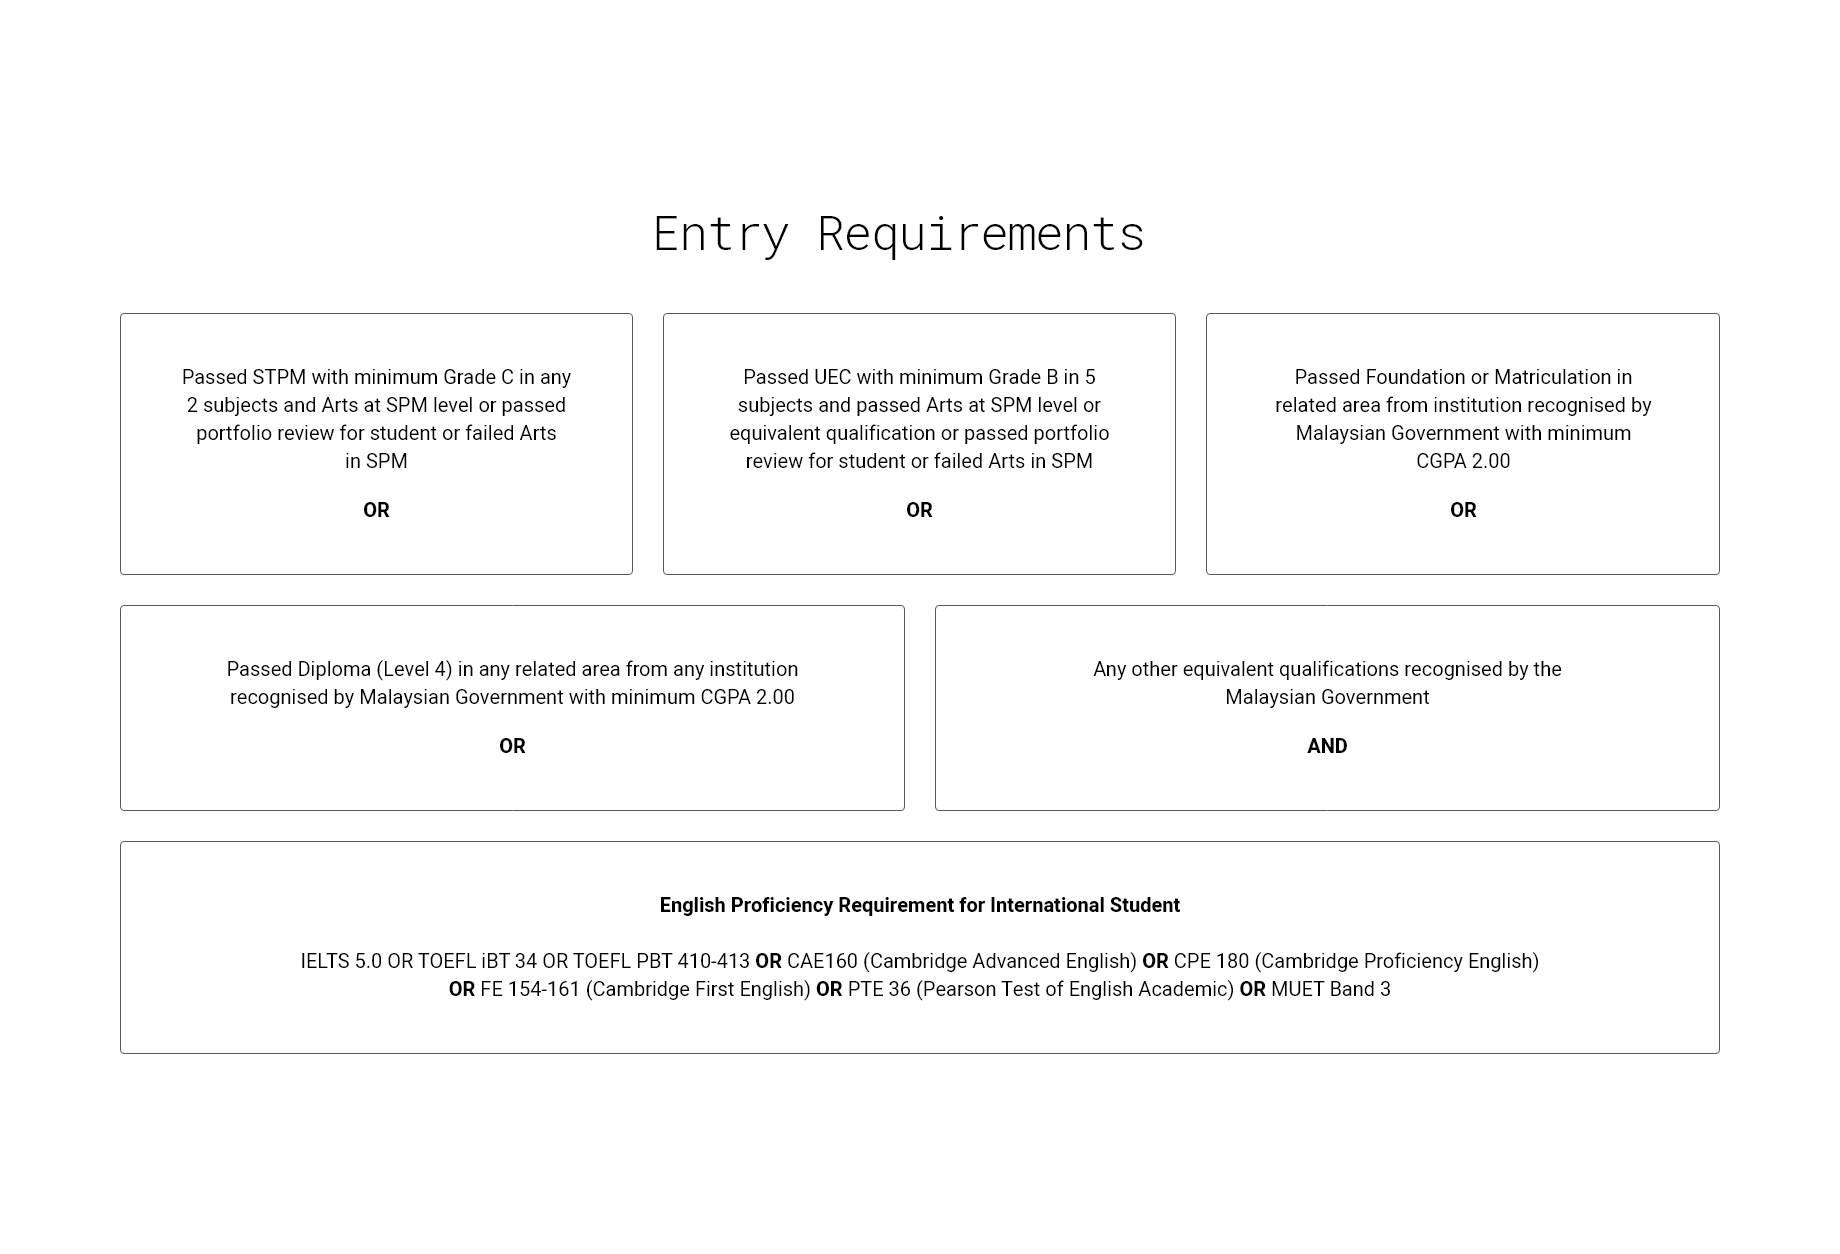 Entry Requirements
Passed STPM with minimum Grade C in any
2 subjects and Arts at SPM level or passed
portfolio review for student or failed Arts
in SPM
OR
Passed UEC with minimum Grade B in 5
subjects and passed Arts at SPM level or
equivalent qualification or passed portfolio
review for student or failed Arts in SPM
OR
Passed Foundation or Matriculation in
related area from institution recognised by
Malaysian Government with minimum
CGPA 2.00
OR
Passed Diploma (Level 4) in any related area from any institution
recognised by Malaysian Government with minimum CGPA 2.00
OR
Any other equivalent qualifications recognised by the
Malaysian Government
AND
English Proficiency Requirement for International Student
IELTS 5.0 OR TOEFL iBT 34 OR TOEFL PBT 410-413 OR CAE160 (Cambridge Advanced English) OR CPE 180 (Cambridge Proficiency English)
OR FE 154-161 (Cambridge First English) OR PTE 36 (Pearson Test of English Academic) OR MUET Band 3